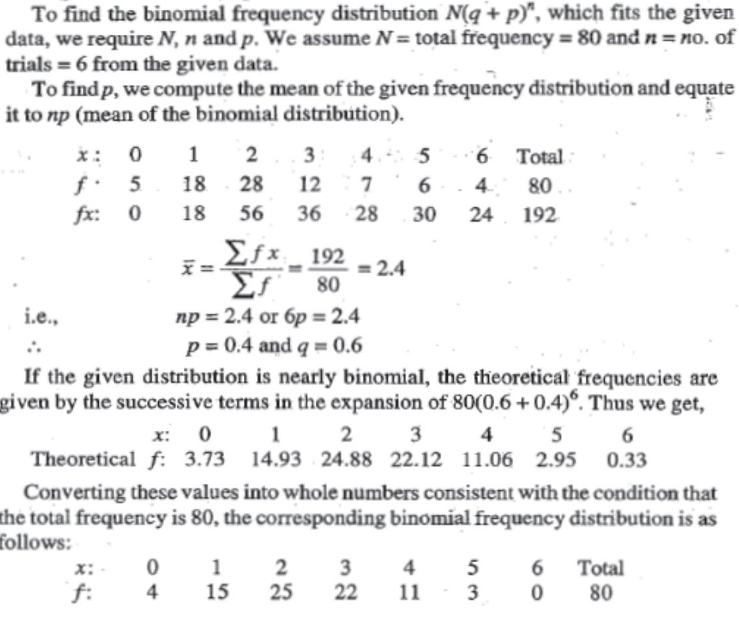 To find the binomial frequency distribution N(q + p)ⁿ, which fits the given
data, we require N, n and p. We assume N = total frequency = 80 and n = no. of
trials = 6 from the given data.
To find p, we compute the mean of the given frequency distribution and equate
it to np (mean of the binomial distribution).
x : 0 1 2 3 4 5 6 Total
f · 5 18 28 12 7 6 4 80
fx: 0 18 56 36 28 30 24 192
x̄ = ∑ f x / ∑ f = 192 / 80 = 2.4
i.e., np = 2.4 or 6p = 2.4
∴ p = 0.4 and q = 0.6
If the given distribution is nearly binomial, the theoretical frequencies are
given by the successive terms in the expansion of 80(0.6 + 0.4)⁶. Thus we get,
x: 0 1 2 3 4 5 6
Theoretical f: 3.73 14.93 24.88 22.12 11.06 2.95 0.33
Converting these values into whole numbers consistent with the condition that
the total frequency is 80, the corresponding binomial frequency distribution is as
follows:
x: 0 1 2 3 4 5 6 Total
f: 4 15 25 22 11 3 0 80